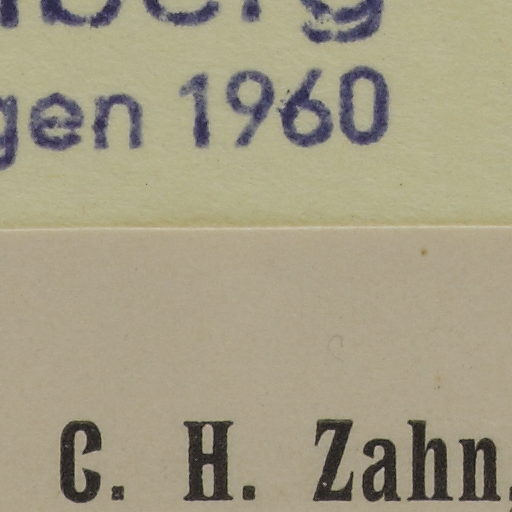 gen 1960
C. H. Zahn,